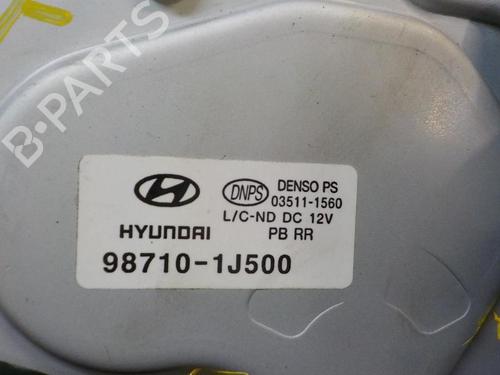 B-PARTS
DNPS
DENSO PS
03511-1560
L/C-ND DC 12V
HYUNDAI
PB RR
98710-1J500